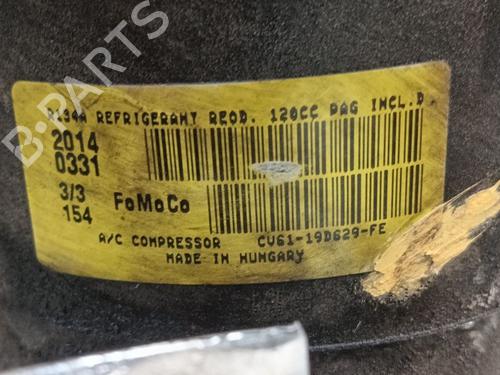 R134A REFRIGERANT REQD. 120CC PAG INCL.D.
2014
0331
3/3
154
FoMoCo
A/C COMPRESSOR CV61-19D629-FE
MADE IN HUNGARY
B-PARTS